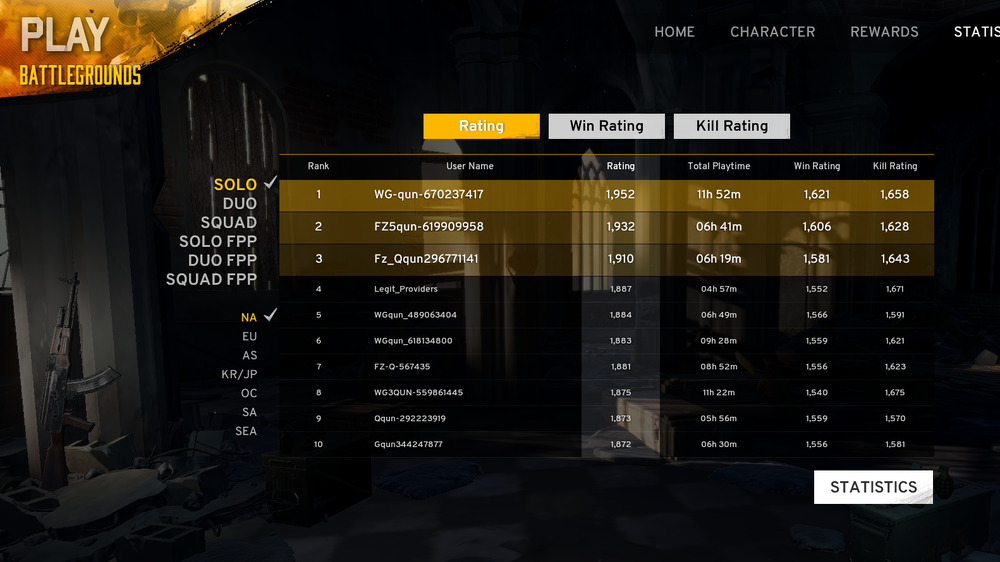 PLAY
BATTLEGROUNDS
HOME CHARACTER REWARDS STATIS
Rating Win Rating Kill Rating
Rank User Name Rating Total Playtime Win Rating Kill Rating
1 WG-qun-670237417 1,952 11h 52m 1,621 1,658
2 FZ5qun-619909958 1,932 06h 41m 1,606 1,628
3 Fz_Qqun296771141 1,910 06h 19m 1,581 1,643
4 Legit_Providers 1,887 04h 57m 1,552 1,671
5 WGqun_489063404 1,884 06h 49m 1,566 1,591
6 WGqun_618134800 1,883 09h 28m 1,559 1,621
7 FZ-Q-567435 1,881 08h 52m 1,556 1,623
8 WG3QUN-559861445 1,875 11h 22m 1,540 1,675
9 Qqun-292223919 1,873 05h 56m 1,559 1,570
10 Gqun344247877 1,872 06h 30m 1,556 1,581
SOLO
DUO
SQUAD
SOLO FPP
DUO FPP
SQUAD FPP
NA
EU
AS
KR/JP
OC
SA
SEA
STATISTICS